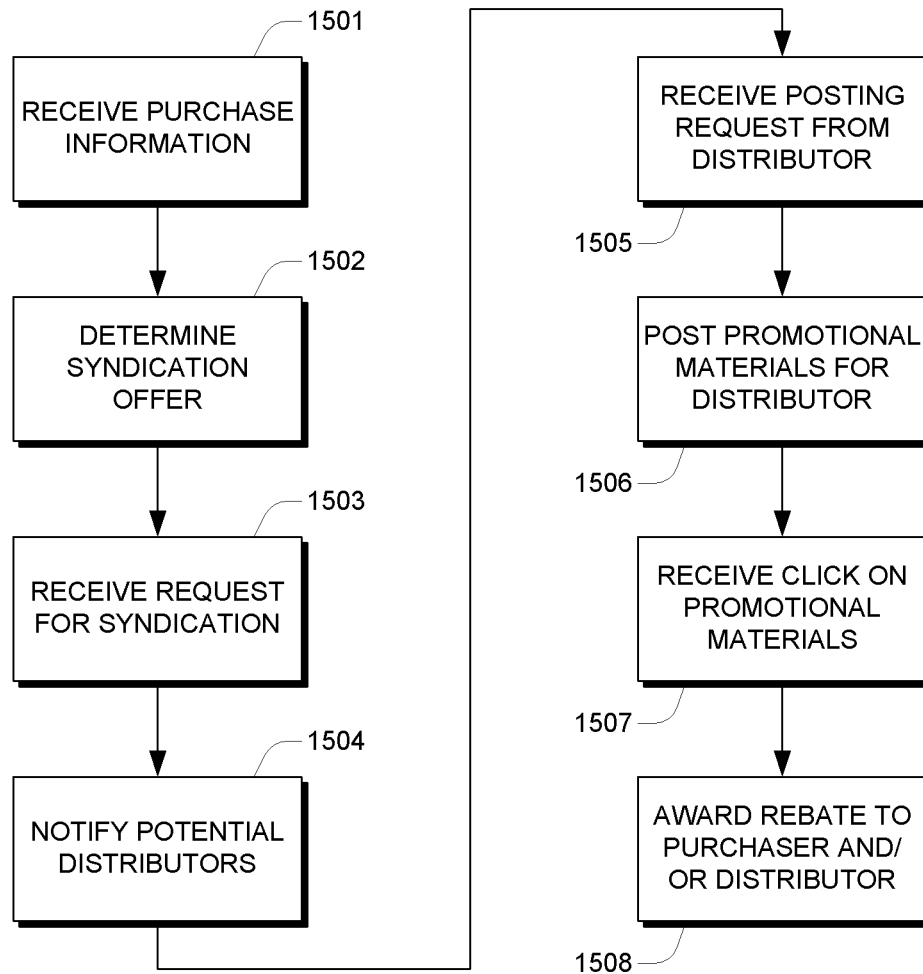 1501
RECEIVE PURCHASE
INFORMATION
1502
DETERMINE
SYNDICATION
OFFER
1503
RECEIVE REQUEST
FOR SYNDICATION
1504
NOTIFY POTENTIAL
DISTRIBUTORS
RECEIVE POSTING
REQUEST FROM
DISTRIBUTOR
1505
POST PROMOTIONAL
MATERIALS FOR
DISTRIBUTOR
1506
RECEIVE CLICK ON
PROMOTIONAL
MATERIALS
1507
AWARD REBATE TO
PURCHASER AND/
OR DISTRIBUTOR
1508